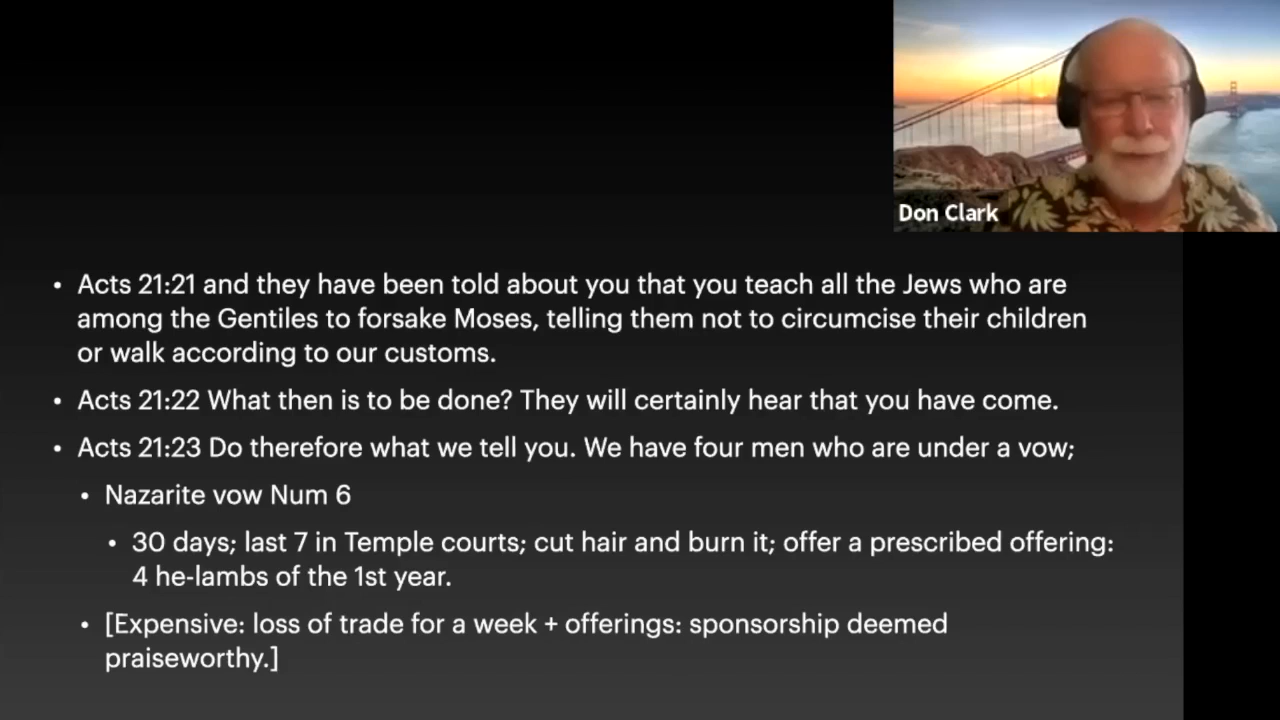 Don Clark
• Acts 21:21 and they have been told about you that you teach all the Jews who are
among the Gentiles to forsake Moses, telling them not to circumcise their children
or walk according to our customs.
• Acts 21:22 What then is to be done? They will certainly hear that you have come.
• Acts 21:23 Do therefore what we tell you. We have four men who are under a vow;
• Nazarite vow Num 6
• 30 days; last 7 in Temple courts; cut hair and burn it; offer a prescribed offering:
4 he-lambs of the 1st year.
• [Expensive: loss of trade for a week + offerings: sponsorship deemed
praiseworthy.]